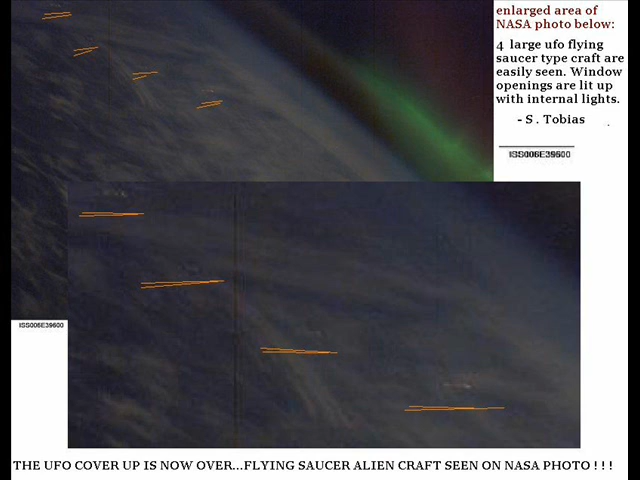 enlarged area of
NASA photo below:
4 large ufo flying
saucer type craft are
easily seen. Window
openings are lit up
with internal lights.
- S . Tobias .
ISS006E39600
THE UFO COVER UP IS NOW OVER...FLYING SAUCER ALIEN CRAFT SEEN ON NASA PHOTO ! ! !